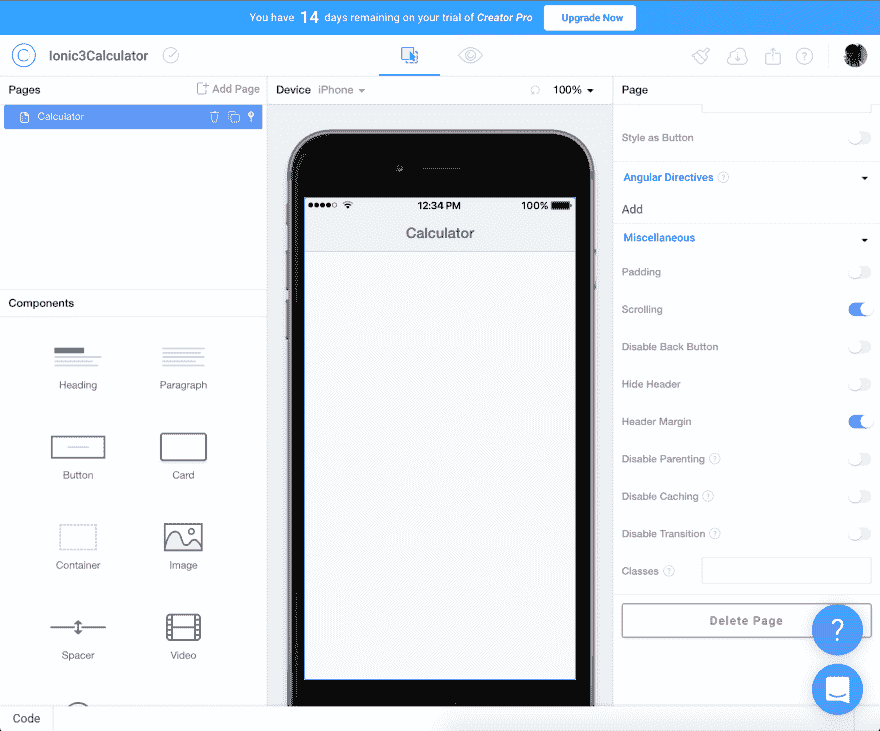 You have 14 days remaining on your trial of Creator Pro
Upgrade Now
Ionic3Calculator
Pages
Add Page
Calculator
Device iPhone
100%
Page
Style as Button
Angular Directives ?
Add
Miscellaneous
Padding
Scrolling
Disable Back Button
Hide Header
Header Margin
Disable Parenting ?
Disable Caching ?
Disable Transition ?
Classes ?
Delete Page
12:34 PM
100%
Calculator
Components
Heading
Paragraph
Button
Card
Container
Image
Spacer
Video
Code